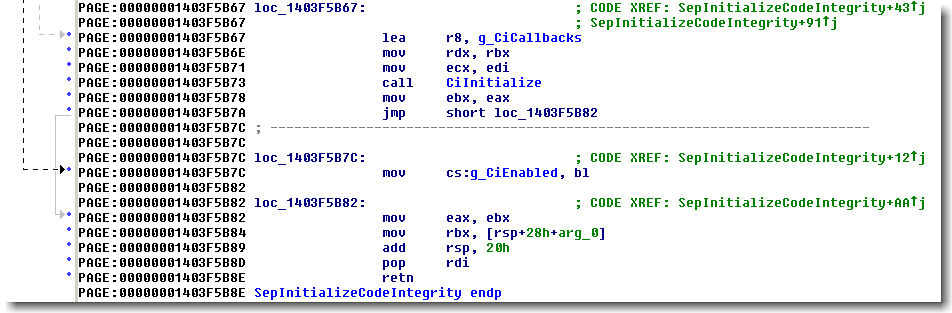 PAGE:00000001403F5B67 loc_1403F5B67: ; CODE XREF: SepInitializeCodeIntegrity+43↑j
PAGE:00000001403F5B67 ; SepInitializeCodeIntegrity+91↑j
PAGE:00000001403F5B67 lea r8, g_CiCallbacks
PAGE:00000001403F5B6E mov rdx, rbx
PAGE:00000001403F5B71 mov ecx, edi
PAGE:00000001403F5B73 call CiInitialize
PAGE:00000001403F5B78 mov ebx, eax
PAGE:00000001403F5B7A jmp short loc_1403F5B82
PAGE:00000001403F5B7C ; ---------------------------------------------------------------------------
PAGE:00000001403F5B7C
PAGE:00000001403F5B7C loc_1403F5B7C: ; CODE XREF: SepInitializeCodeIntegrity+12↑j
PAGE:00000001403F5B7C mov cs:g_CiEnabled, bl
PAGE:00000001403F5B82
PAGE:00000001403F5B82 loc_1403F5B82: ; CODE XREF: SepInitializeCodeIntegrity+AA↑j
PAGE:00000001403F5B82 mov eax, ebx
PAGE:00000001403F5B84 mov rbx, [rsp+28h+arg_0]
PAGE:00000001403F5B89 add rsp, 20h
PAGE:00000001403F5B8D pop rdi
PAGE:00000001403F5B8E retn
PAGE:00000001403F5B8E SepInitializeCodeIntegrity endp